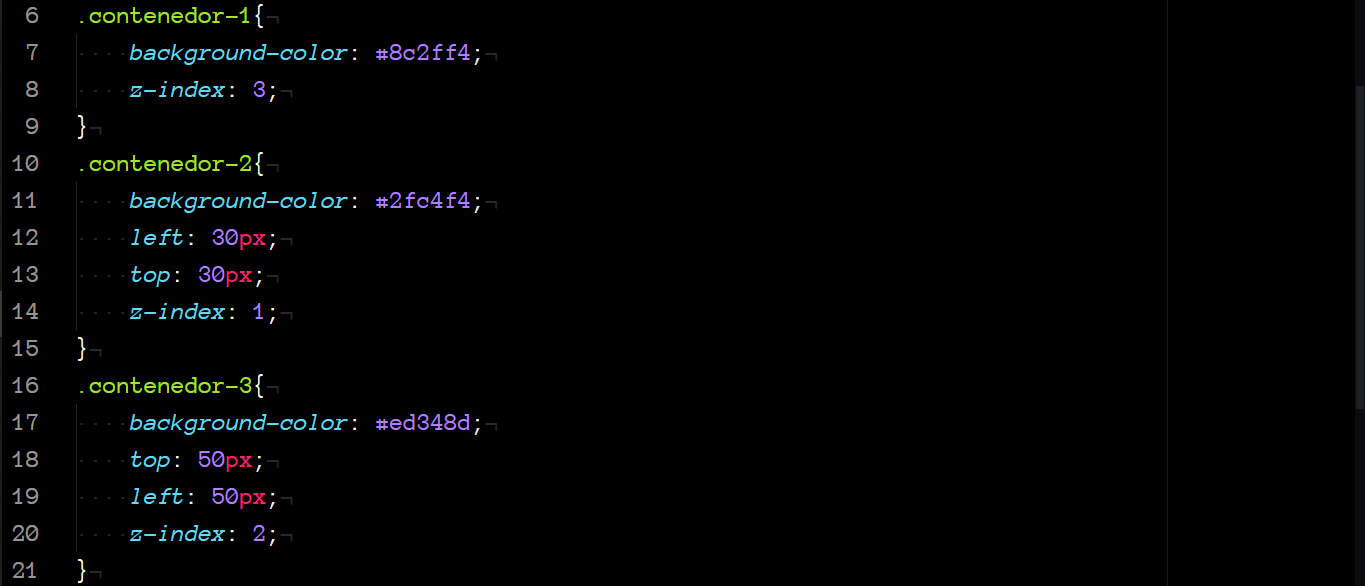 6 .contenedor-1{
7 background-color: #8c2ff4;
8 z-index: 3;
9 }
10 .contenedor-2{
11 background-color: #2fc4f4;
12 left: 30px;
13 top: 30px;
14 z-index: 1;
15 }
16 .contenedor-3{
17 background-color: #ed348d;
18 top: 50px;
19 left: 50px;
20 z-index: 2;
21 }